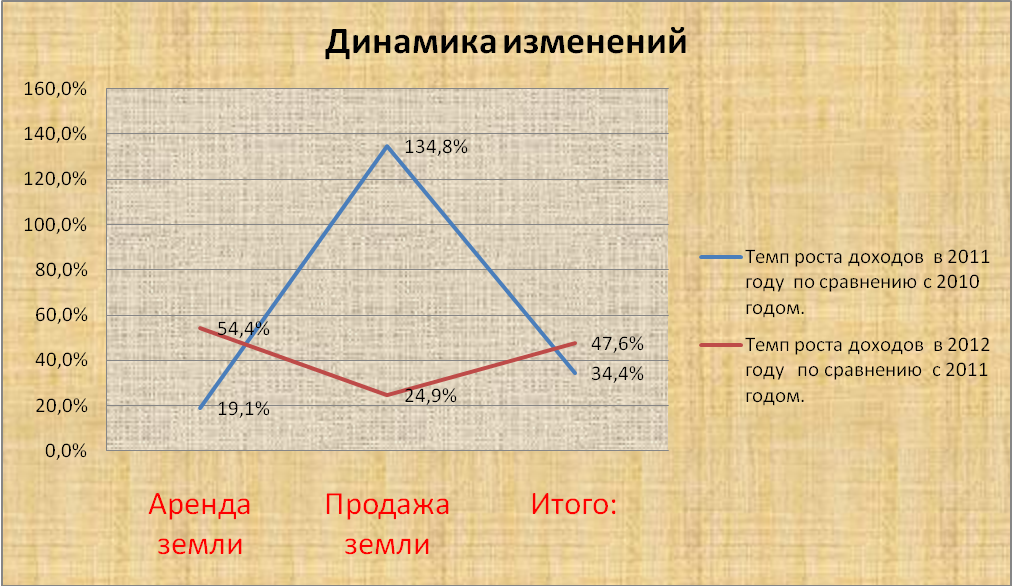 Динамика изменений
160,0%
140,0%
120,0%
100,0%
80,0%
60,0%
40,0%
20,0%
0,0%
134,8%
54,4%
47,6%
34,4%
24,9%
19,1%
Аренда земли
Продажа земли
Итого:
Темп роста доходов в 2011
году по сравнению с 2010
годом.
Темп роста доходов в 2012
году по сравнению с 2011
годом.